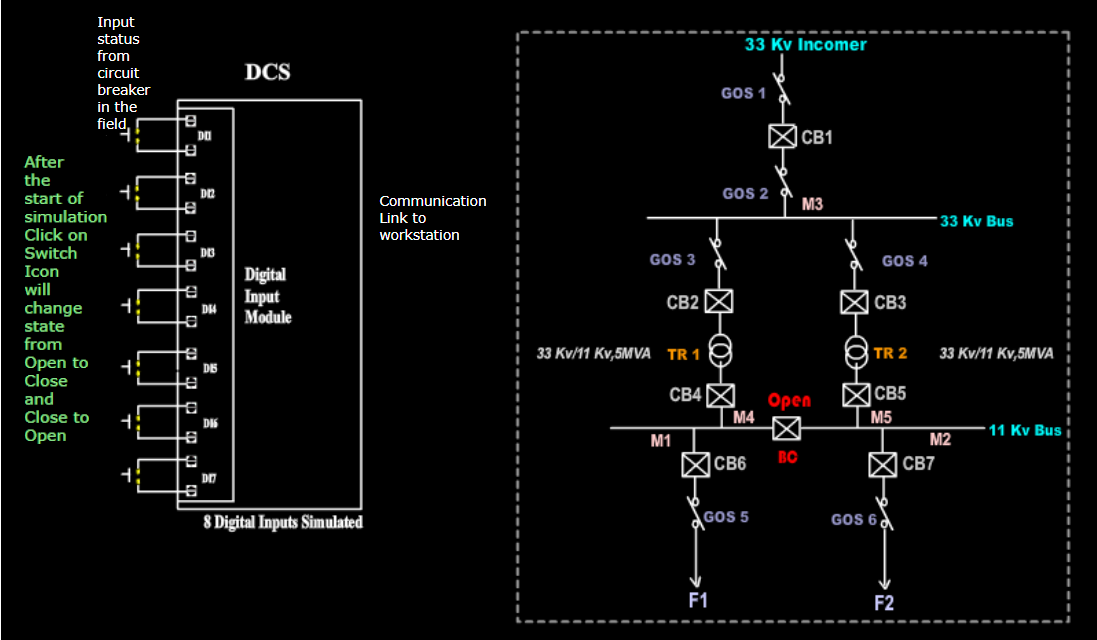 Input
status
from
circuit
breaker
in the
field
DCS
DI1
DI2
DI3
DI4
DI5
DI6
DI7
After
the
start of
simulation
Click on
Switch
Icon
will
change
state
from
Open to
Close
and
Close to
Open
Digital
Input
Module
8 Digital Inputs Simulated
Communication
Link to
workstation
33 Kv Incomer
GOS 1
CB1
GOS 2
M3
33 Kv Bus
GOS 3
GOS 4
CB2
CB3
33 Kv/11 Kv,5MVA
TR 1
TR 2
33 Kv/11 Kv,5MVA
CB4
CB5
Open
M4
M5
11 Kv Bus
M1
M2
BC
CB6
CB7
GOS 5
GOS 6
F1
F2